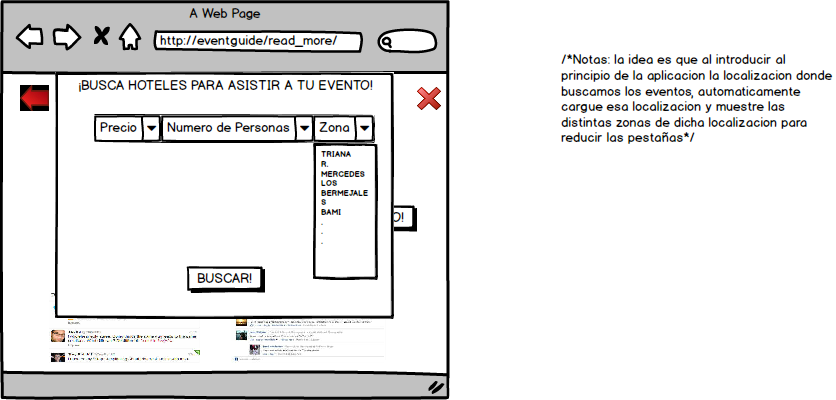 A Web Page
http://eventguide/read_more/
¡BUSCA HOTELES PARA ASISTIR A TU EVENTO!
Precio
Numero de Personas
Zona
TRIANA
R.
MERCEDES
LOS
BERMEJALE
S
BAMI
.
.
.
O!
BUSCAR!
/*Notas: la idea es que al introducir al
principio de la aplicacion la localizacion donde
buscamos los eventos, automaticamente
cargue esa localizacion y muestre las
distintas zonas de dicha localizacion para
reducir las pestañas*/